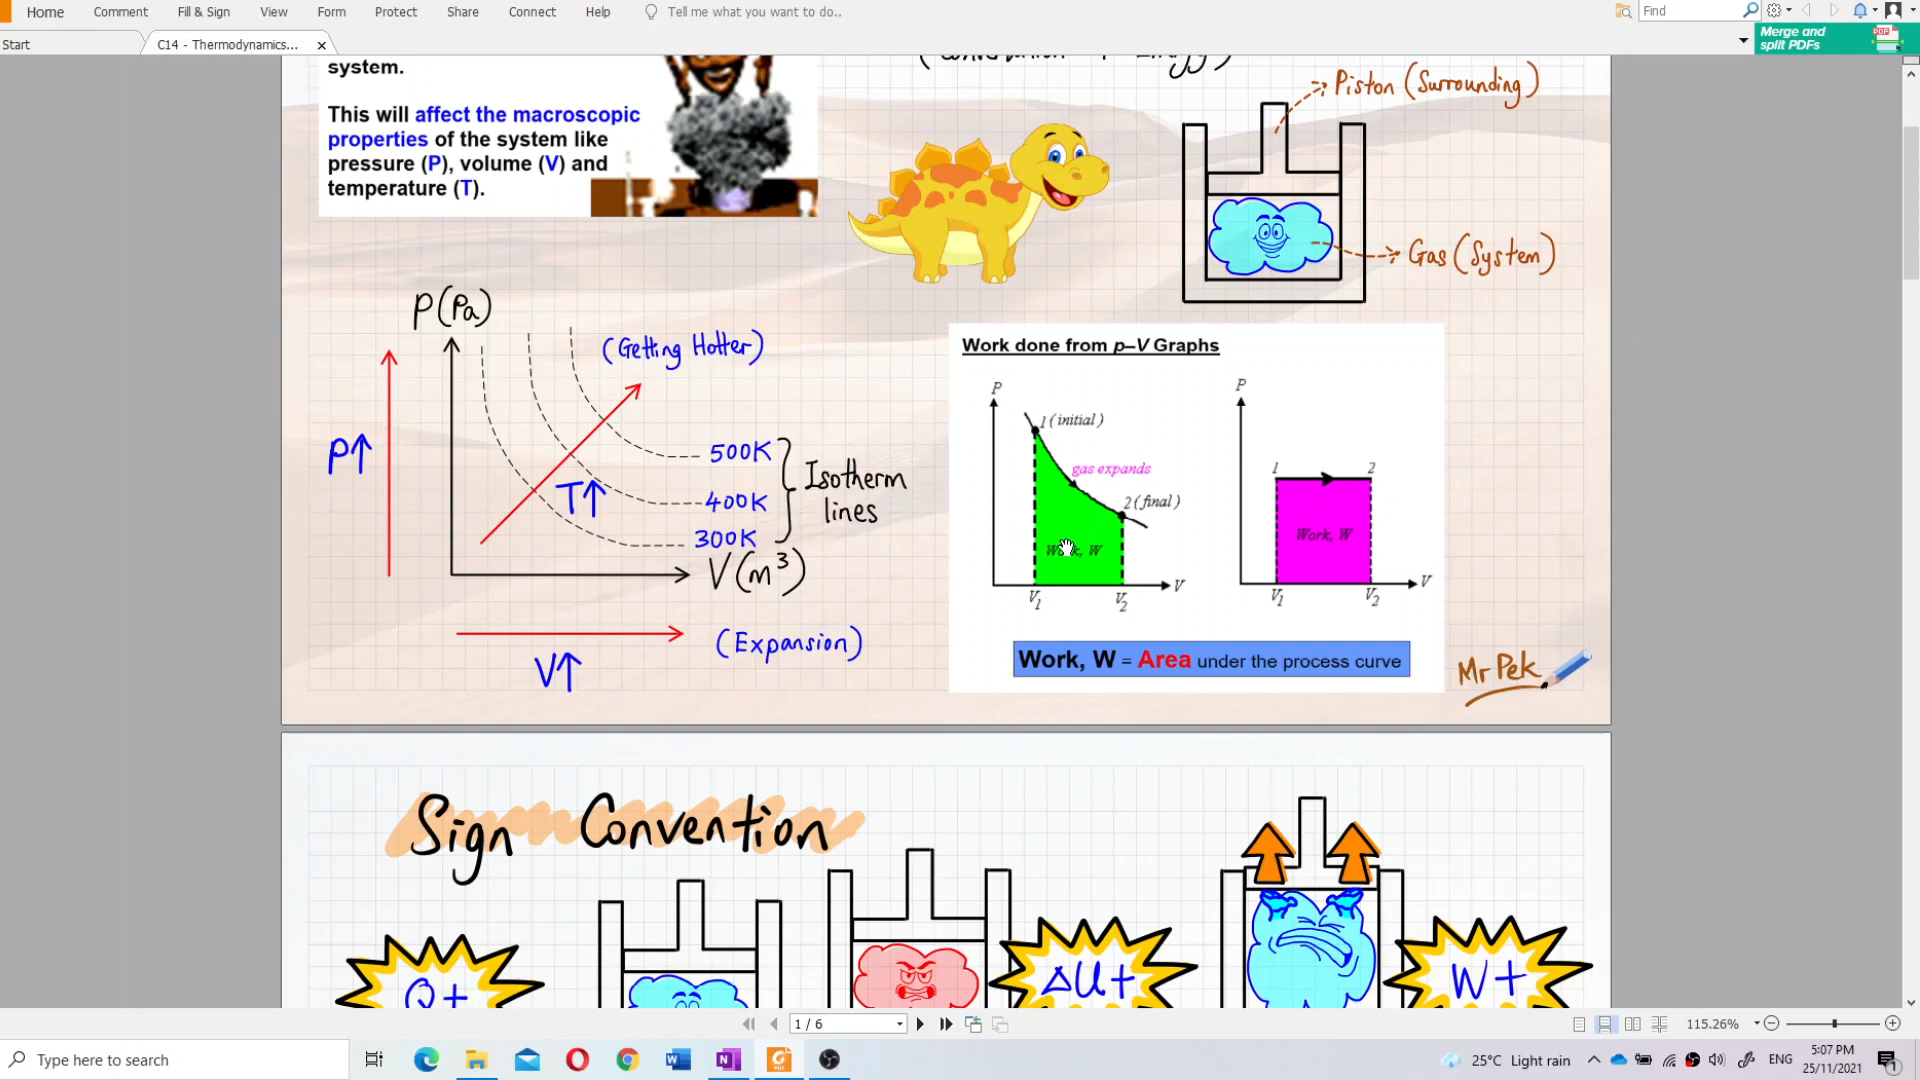 Home Comment Fill & Sign View Form Protect Share Connect Help Tell me what you want to do.. Find
Start C14 - Thermodynamics... Merge and
split PDFs
system.
This will affect the macroscopic
properties of the system like
pressure (P), volume (V) and
temperature (T).
Piston (Surrounding)
Gas (System)
P(Pa)
(Getting Hotter)
P↑
T↑
500K
400K
300K
Isotherm
lines
V(m³)
(Expansion)
V↑
Work done from p–V Graphs
P
1 (initial)
gas expands
2 (final)
Work, W
V1 V2 V
P
1 2
Work, W
V1 V2 V
Work, W = Area under the process curve
Mr Pek
Sign Convention
Q+
ΔU+
W+
1 / 6
115.26%
Type here to search
25°C Light rain
ENG
5:07 PM
25/11/2021
1